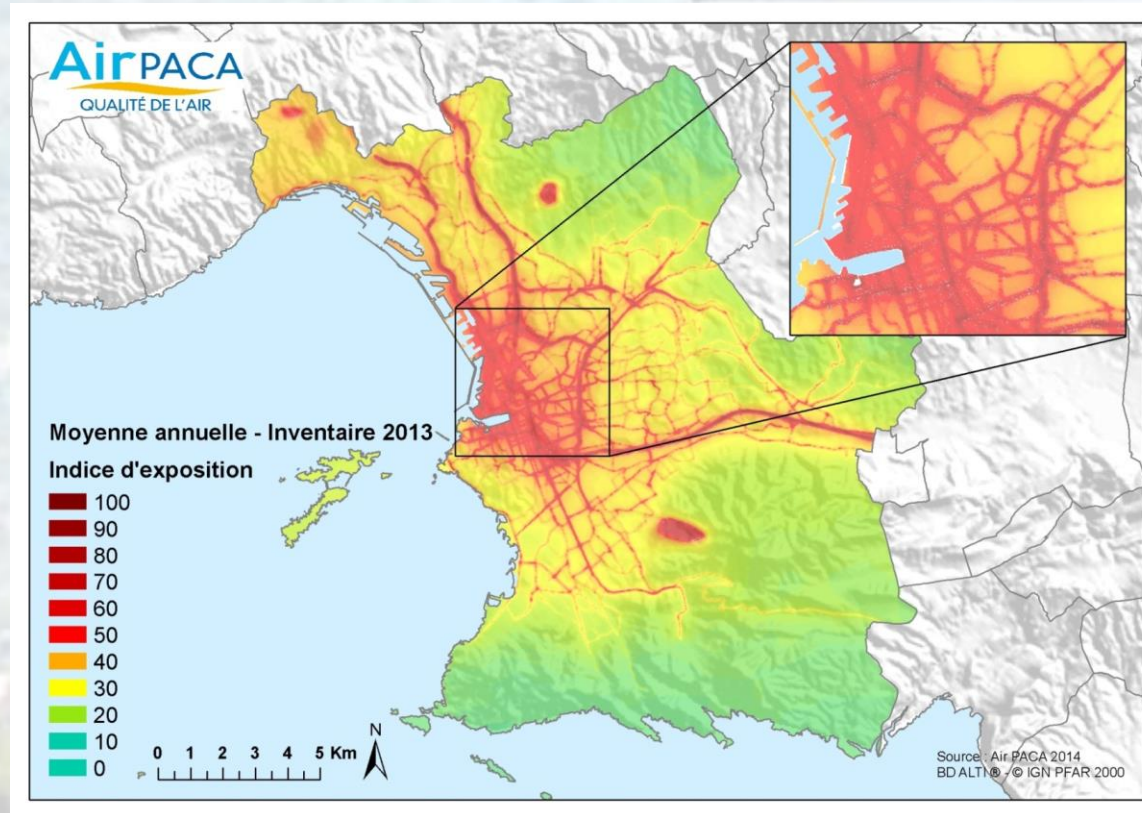 AirPACA
QUALITÉ DE L'AIR
Moyenne annuelle - Inventaire 2013
Indice d'exposition
100
90
80
70
60
50
40
30
20
10
0
0 1 2 3 4 5 Km
N
Source : Air PACA 2014
BD ALTI ® - © IGN PFAR 2000